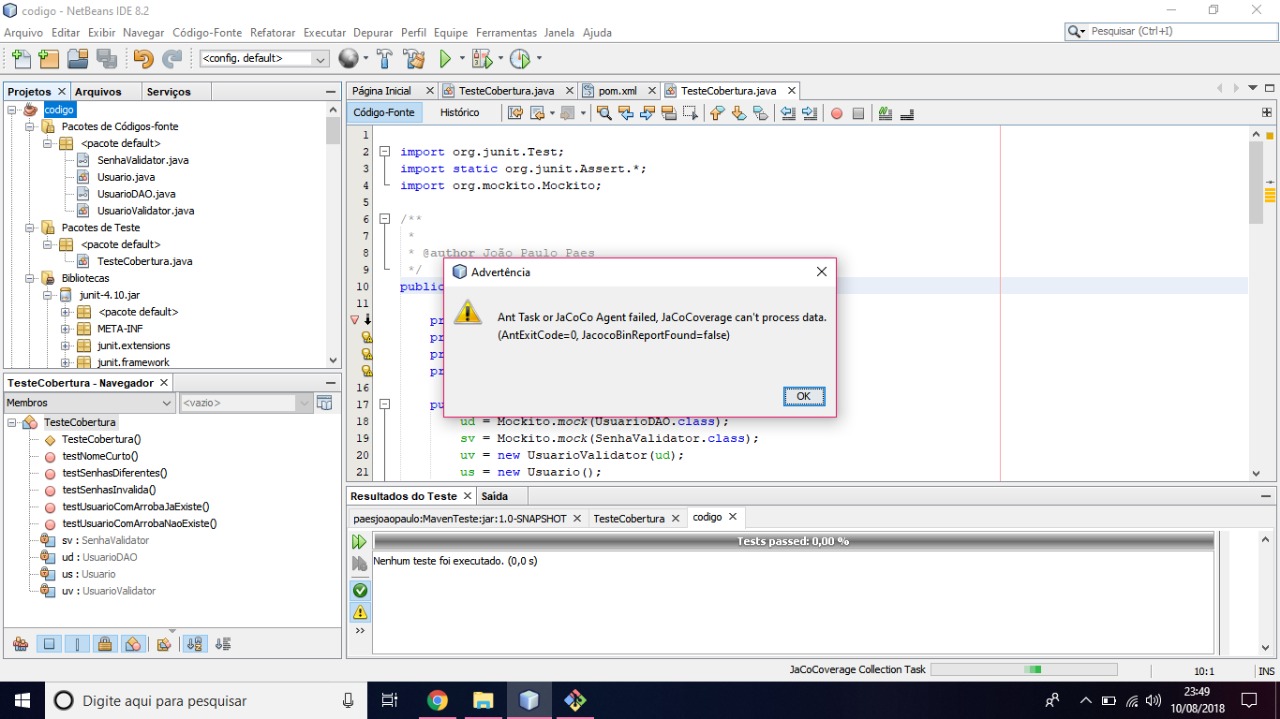 codigo - NetBeans IDE 8.2
Arquivo Editar Exibir Navegar Código-Fonte Refatorar Executar Depurar Perfil Equipe Ferramentas Janela Ajuda
Pesquisar (Ctrl+I)
<config. default>
Projetos Arquivos Serviços
codigo
Pacotes de Códigos-fonte
<pacote default>
SenhaValidator.java
Usuario.java
UsuarioDAO.java
UsuarioValidator.java
Pacotes de Teste
<pacote default>
TesteCobertura.java
Bibliotecas
junit-4.10.jar
<pacote default>
META-INF
junit.extensions
junit.framework
TesteCobertura - Navegador
Membros <vazio>
TesteCobertura
TesteCobertura()
testNomeCurto()
testSenhasDiferentes()
testSenhasInvalida()
testUsuarioComArrobaJaExiste()
testUsuarioComArrobaNaoExiste()
sv : SenhaValidator
ud : UsuarioDAO
us : Usuario
uv : UsuarioValidator
Página Inicial TesteCobertura.java pom.xml TesteCobertura.java
Código-Fonte Histórico
1
2 import org.junit.Test;
3 import static org.junit.Assert.*;
4 import org.mockito.Mockito;
5
6 /**
7 *
8 * @author João Paulo Paes
9 */
10 public
11
pr
pr
pr
pr
16
17 pu
18 ud = Mockito.mock(UsuarioDAO.class);
19 sv = Mockito.mock(SenhaValidator.class);
20 uv = new UsuarioValidator(ud);
21 us = new Usuario();
Advertência
Ant Task or JaCoCo Agent failed, JaCoCoverage can't process data.
(AntExitCode=0, JacocoBinReportFound=false)
OK
Resultados do Teste Saída
paesjoaopaulo:MavenTeste:jar:1.0-SNAPSHOT TesteCobertura codigo
Tests passed: 0,00 %
Nenhum teste foi executado. (0,0 s)
JaCoCoverage Collection Task
10:1 INS
Digite aqui para pesquisar
23:49
10/08/2018